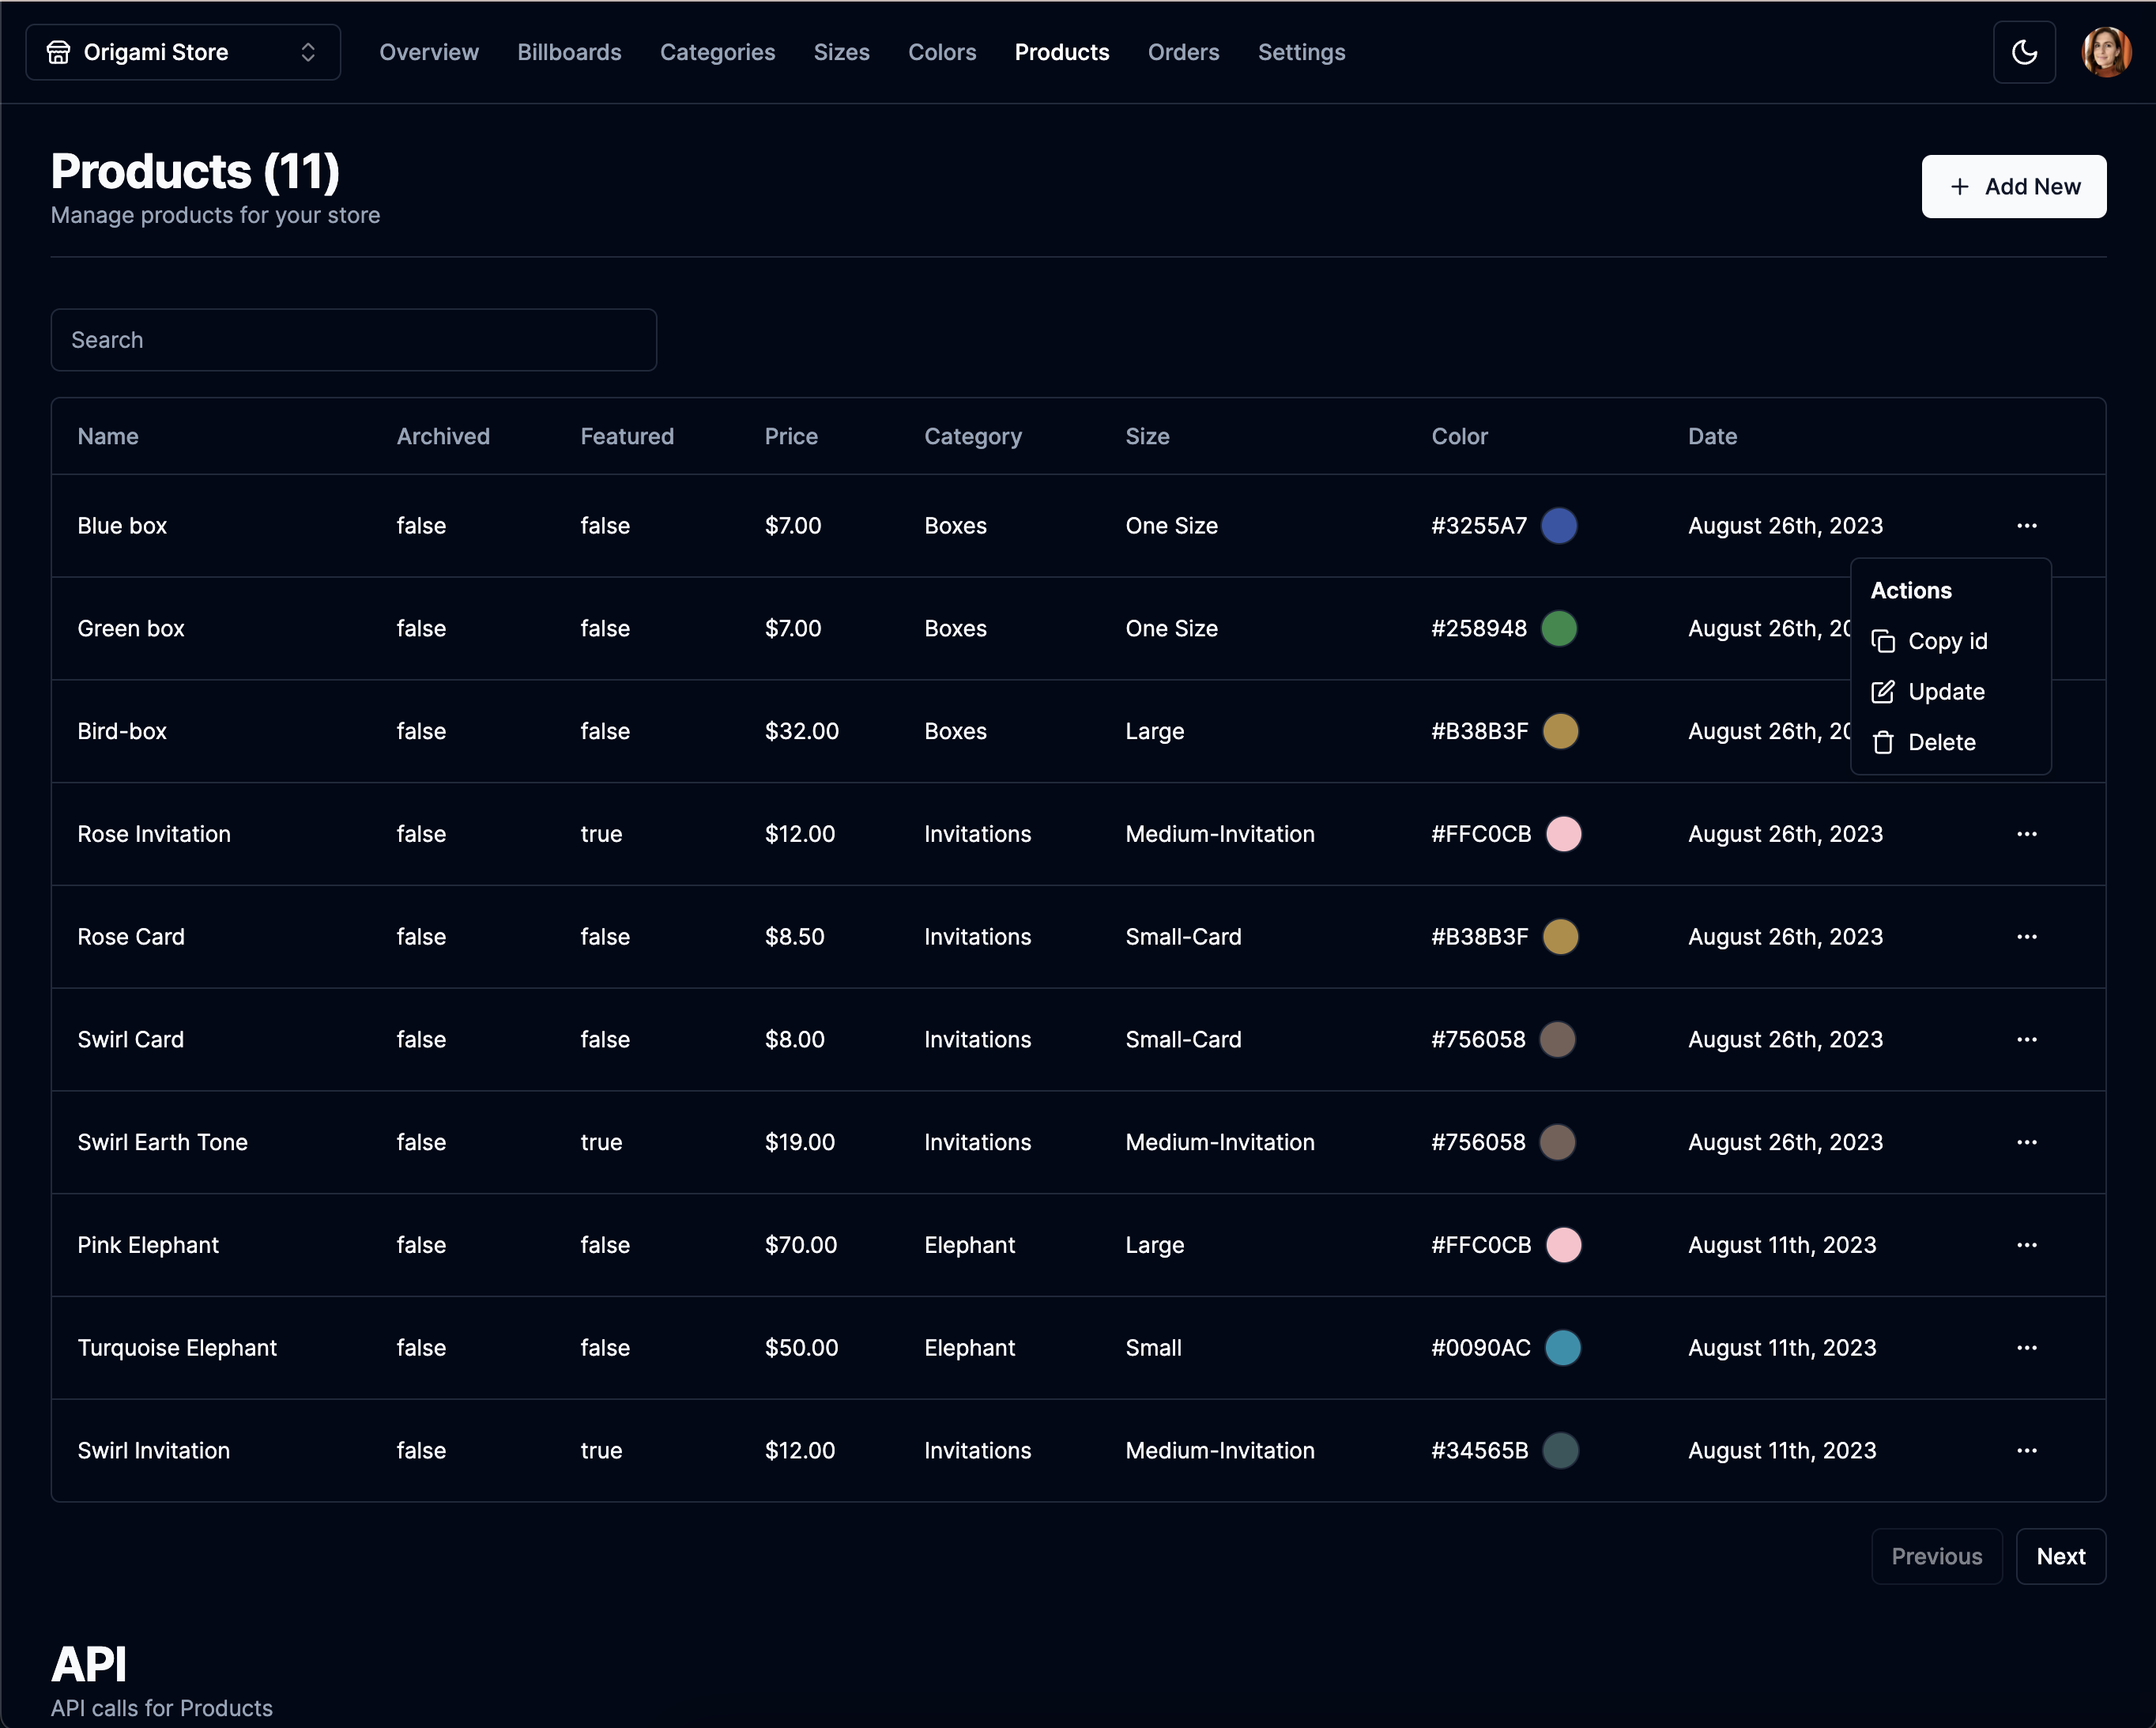 Origami Store Overview Billboards Categories Sizes Colors Products Orders Settings
Products (11)
Manage products for your store
+ Add New
Search
Name Archived Featured Price Category Size Color Date
Blue box false false $7.00 Boxes One Size #3255A7 August 26th, 2023 ...
Green box false false $7.00 Boxes One Size #258948 August 26th, 20
Bird-box false false $32.00 Boxes Large #B38B3F August 26th, 20
Actions
Copy id
Update
Delete
Rose Invitation false true $12.00 Invitations Medium-Invitation #FFC0CB August 26th, 2023 ...
Rose Card false false $8.50 Invitations Small-Card #B38B3F August 26th, 2023 ...
Swirl Card false false $8.00 Invitations Small-Card #756058 August 26th, 2023 ...
Swirl Earth Tone false true $19.00 Invitations Medium-Invitation #756058 August 26th, 2023 ...
Pink Elephant false false $70.00 Elephant Large #FFC0CB August 11th, 2023 ...
Turquoise Elephant false false $50.00 Elephant Small #0090AC August 11th, 2023 ...
Swirl Invitation false true $12.00 Invitations Medium-Invitation #34565B August 11th, 2023 ...
Previous Next
API
API calls for Products